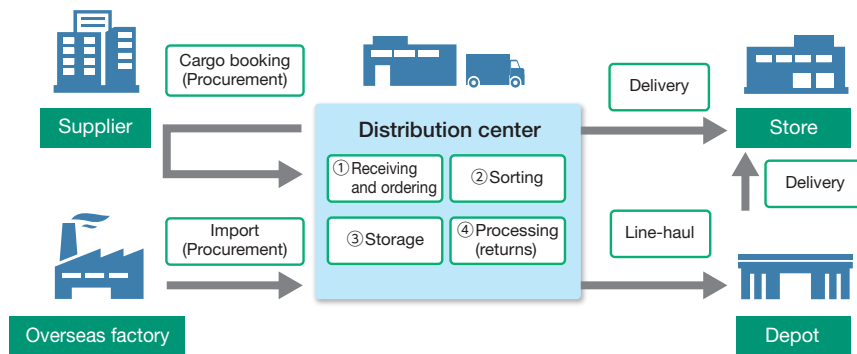 Cargo booking
(Procurement)
Supplier
Delivery
Store
Distribution center
①Receiving
and ordering
②Sorting
③Storage
④Processing
(returns)
Delivery
Import
(Procurement)
Line-haul
Overseas factory
Depot